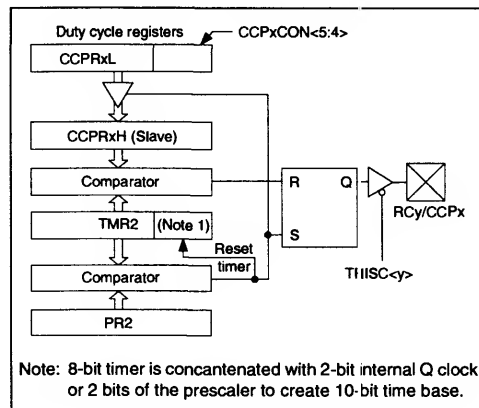 Duty cycle registers
CCPxCON<5:4>
CCPRxL
CCPRxH (Slave)
Comparator
R Q
RCy/CCPx
TMR2 (Note 1)
S
Reset
timer
TRISC<y>
Comparator
PR2
Note: 8-bit timer is concantenated with 2-bit internal Q clock
or 2 bits of the prescaler to create 10-bit time base.